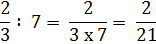 2/3 : 7 = 2/(3 x 7) = 2/21